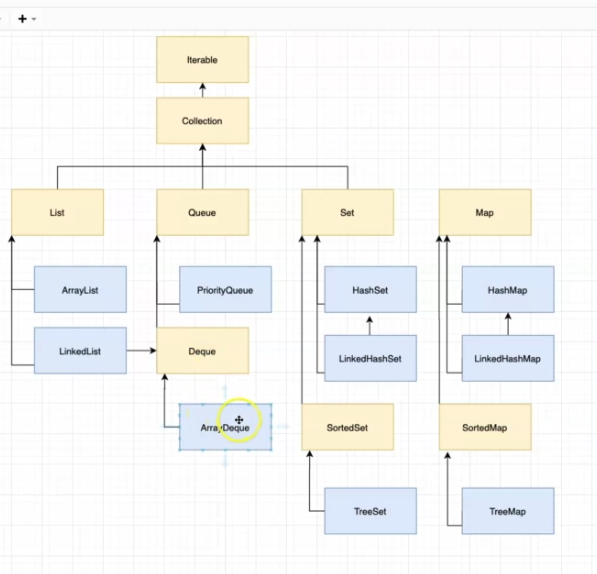 Iterable
Collection
List
Queue
Set
Map
ArrayList
PriorityQueue
HashSet
HashMap
LinkedList
Deque
LinkedHashSet
LinkedHashMap
ArrayDeque
SortedSet
SortedMap
TreeSet
TreeMap